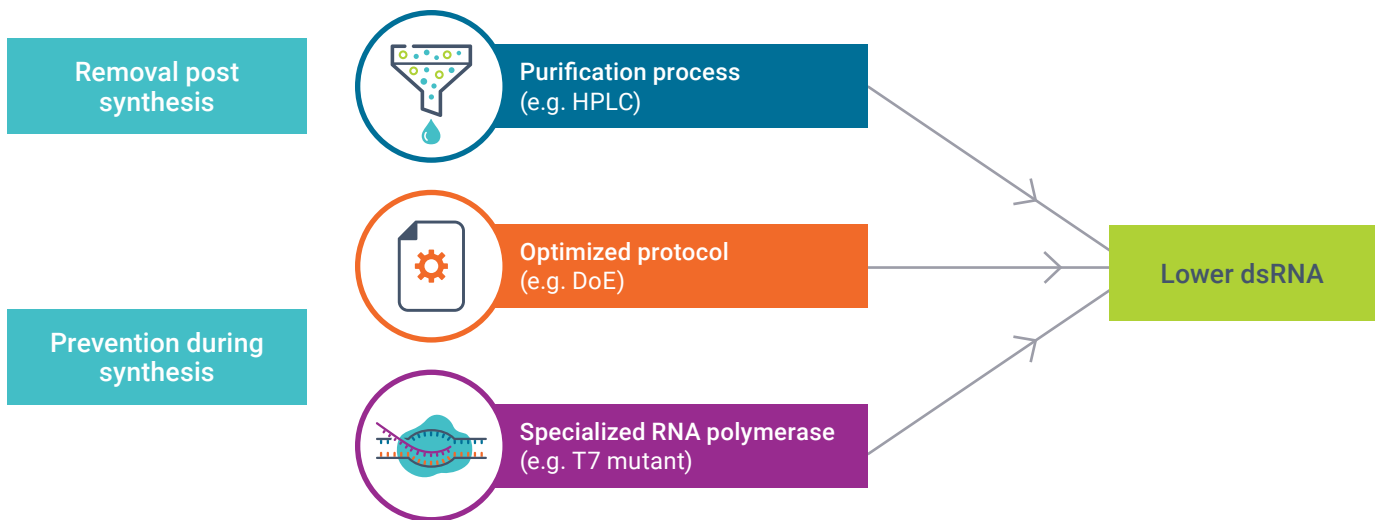 Removal post
synthesis
Purification process
(e.g. HPLC)
Optimized protocol
(e.g. DoE)
Lower dsRNA
Prevention during
synthesis
Specialized RNA polymerase
(e.g. T7 mutant)